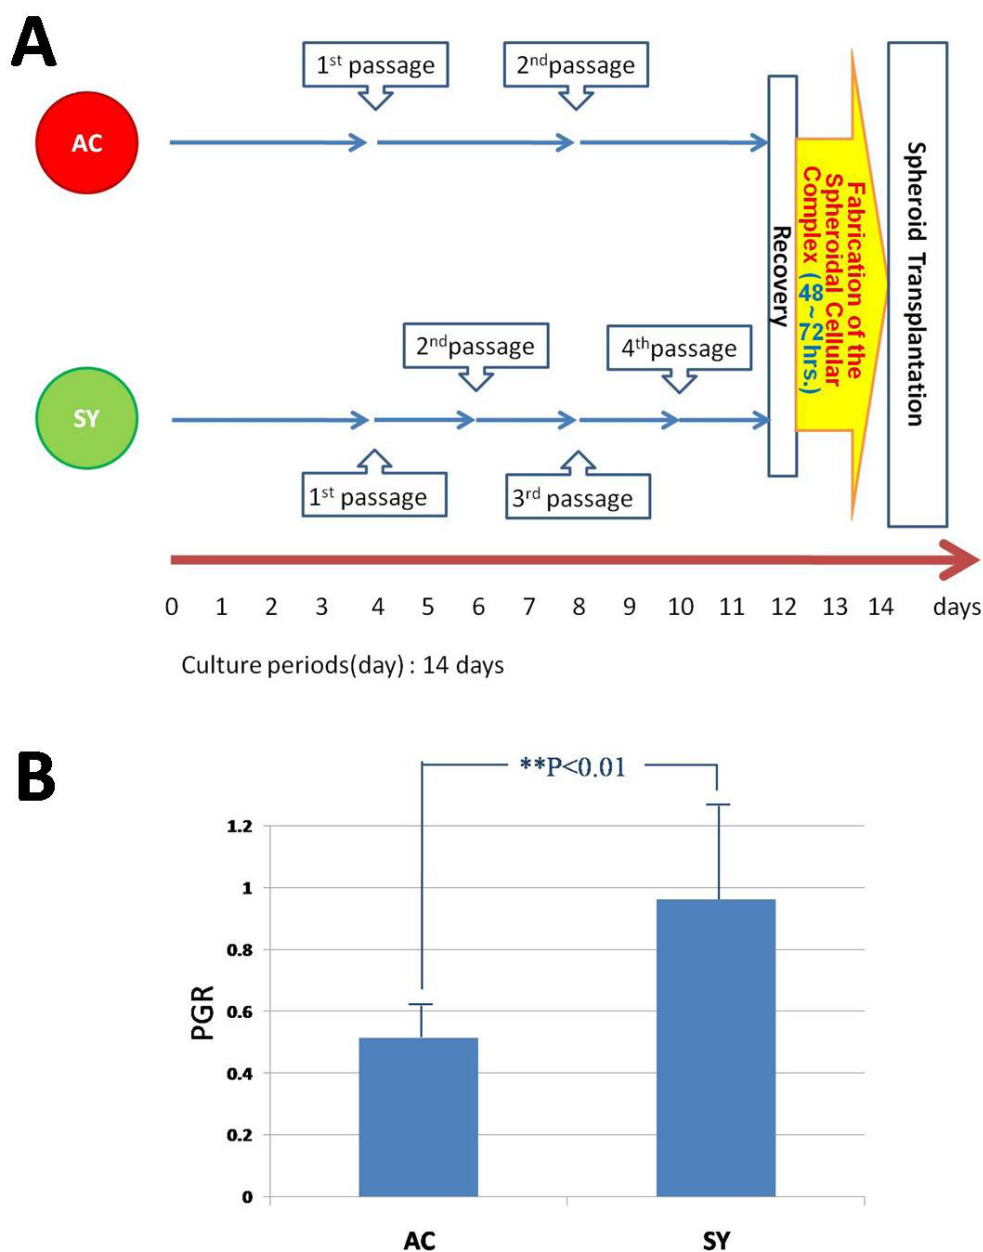 A
1st passage
2nd passage
AC
Recovery
Fabrication of the
Spheroidal Cellular
Complex (48~72 hrs.)
Spheroid Transplantation
2nd passage
4th passage
SY
1st passage
3rd passage
0 1 2 3 4 5 6 7 8 9 10 11 12 13 14 days
Culture periods(day) : 14 days
B
**P<0.01
1.2
1
0.8
0.6
0.4
0.2
0
PGR
AC SY